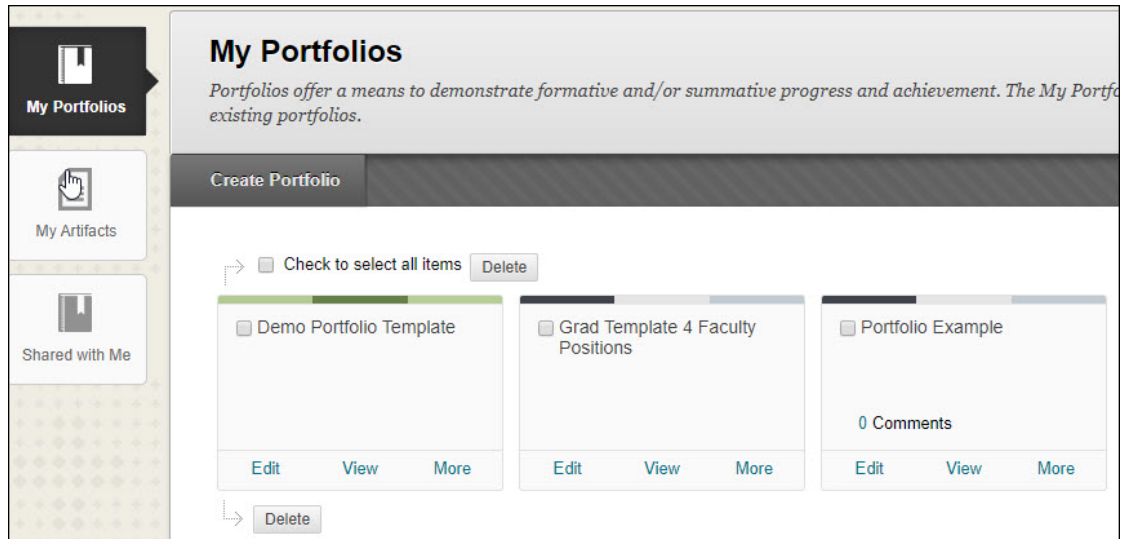 My Portfolios
My Artifacts
Shared with Me
My Portfolios
Portfolios offer a means to demonstrate formative and/or summative progress and achievement. The My
existing portfolios.
Create Portfolio
Check to select all items Delete
Demo Portfolio Template
Edit View More
Grad Template 4 Faculty
Positions
Edit View More
Portfolio Example
0 Comments
Edit View More
Delete